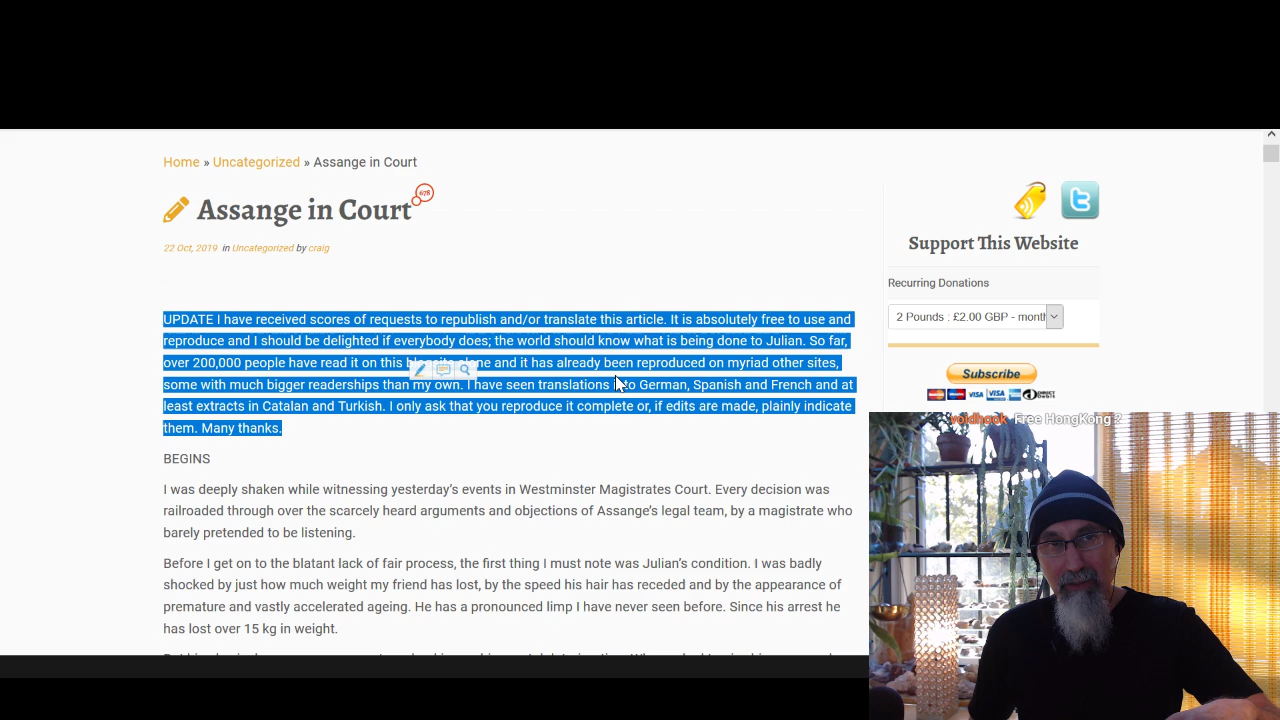 Home » Uncategorized » Assange in Court
Assange in Court
678
22 Oct, 2019 in Uncategorized by craig
UPDATE I have received scores of requests to republish and/or translate this article. It is absolutely free to use and
reproduce and I should be delighted if everybody does; the world should know what is being done to Julian. So far,
over 200,000 people have read it on this alone and it has already been reproduced on myriad other sites,
some with much bigger readerships than my own. I have seen translations to German, Spanish and French and at
least extracts in Catalan and Turkish. I only ask that you reproduce it complete or, if edits are made, plainly indicate
them. Many thanks.
BEGINS
I was deeply shaken while witnessing yesterday's events in Westminster Magistrates Court. Every decision was
railroaded through over the scarcely heard arguments and objections of Assange's legal team, by a magistrate who
barely pretended to be listening.
Before I get on to the blatant lack of fair process, the first thing I must note was Julian's condition. I was badly
shocked by just how much weight my friend has lost, by the speed his hair has receded and by the appearance of
premature and vastly accelerated ageing. He has a pronounced limp I have never seen before. Since his arrest he
has lost over 15 kg in weight.
Support This Website
Recurring Donations
2 Pounds : £2.00 GBP - month
Subscribe
VISA
voidhook Free HongKong ?